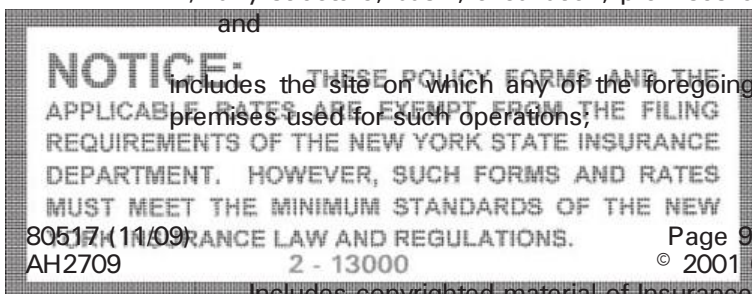 and
NOTICE: THESE POLICY FORMS AND THE
includes the site on which any of the foregoing
APPLICABLE RATES ARE EXEMPT FROM THE FILING
premises used for such operations;
REQUIREMENTS OF THE NEW YORK STATE INSURANCE
DEPARTMENT. HOWEVER, SUCH FORMS AND RATES
MUST MEET THE MINIMUM STANDARDS OF THE NEW
YORK INSURANCE LAW AND REGULATIONS.
80517 (11/09) Page 9
AH2709 2 - 13000 © 2001
Includes copyrighted material of Insurance